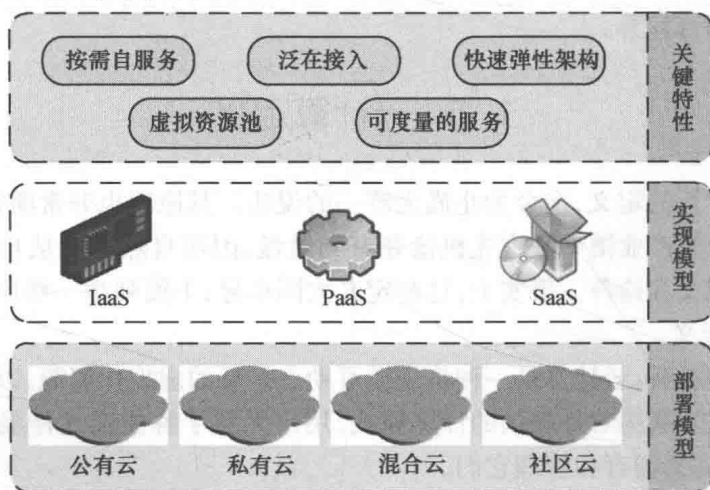 按需自服务
泛在接入
快速弹性架构
虚拟资源池
可度量的服务
关键特性
IaaS
PaaS
SaaS
实现模型
公有云
私有云
混合云
社区云
部署模型